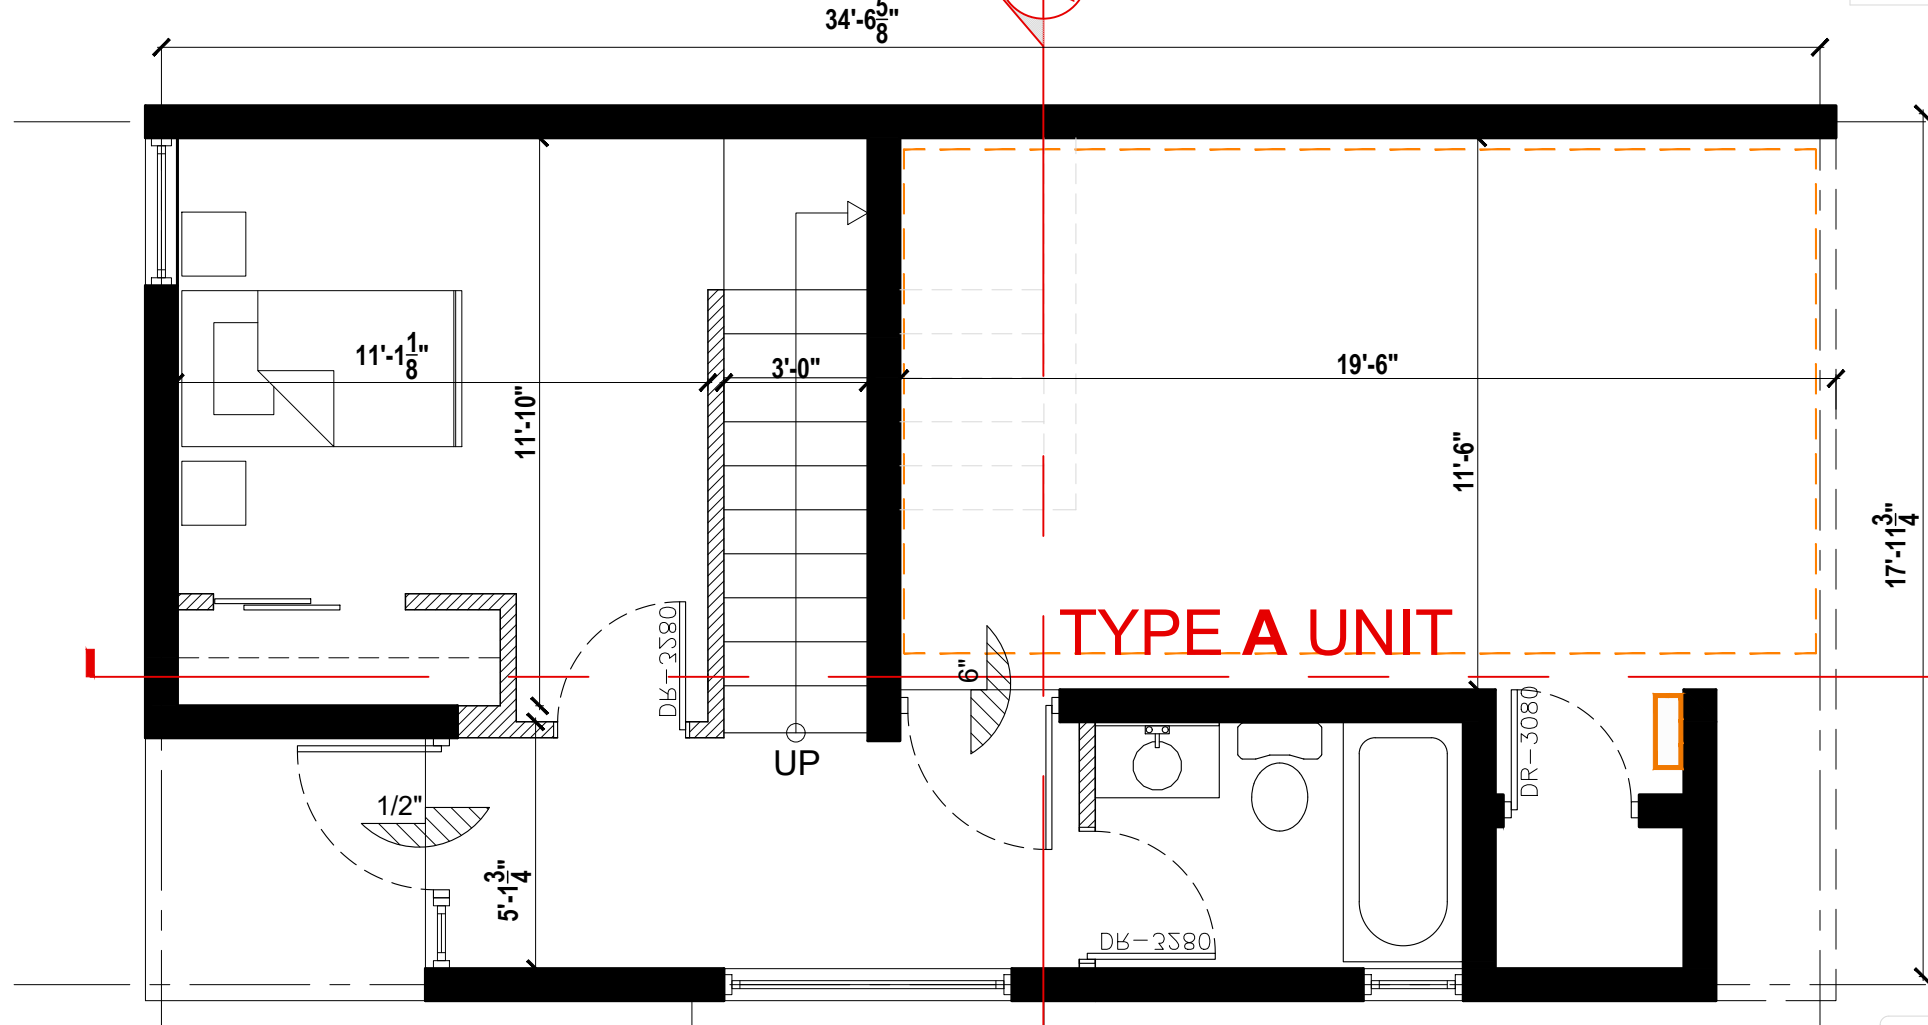 34'-6 5/8"
11'-1 1/8"
3'-0"
19'-6"
11'-10"
11'-6"
17'-11 3/4"
DR-3280
6"
TYPE A UNIT
DR-3080
UP
1/2"
5'-1 3/4"
DR-3280